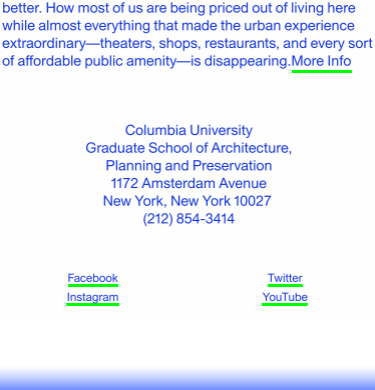 better. How most of us are being priced out of living here
while almost everything that made the urban experience
extraordinary—theaters, shops, restaurants, and every sort
of affordable public amenity—is disappearing.More Info
Columbia University
Graduate School of Architecture,
Planning and Preservation
1172 Amsterdam Avenue
New York, New York 10027
(212) 854-3414
Facebook
Twitter
Instagram
YouTube